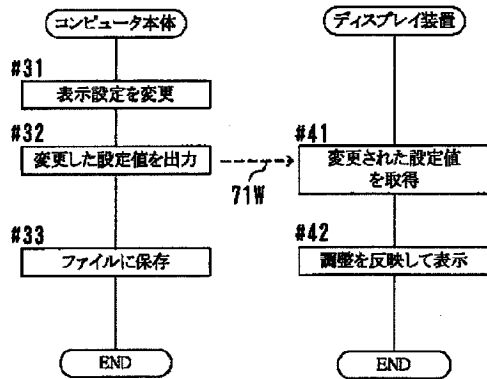 コンピュータ本体
ディスプレイ装置
#31
表示設定を変更
#32
変更した設定値を出力
#41
変更された設定値
を取得
71W
#33
ファイルに保存
#42
調整を反映して表示
END
END